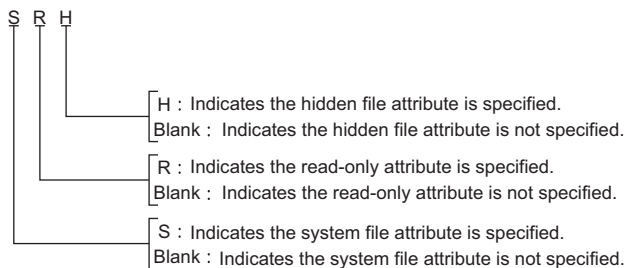 S R H
H : Indicates the hidden file attribute is specified.
Blank : Indicates the hidden file attribute is not specified.
R : Indicates the read-only attribute is specified.
Blank : Indicates the read-only attribute is not specified.
S : Indicates the system file attribute is specified.
Blank : Indicates the system file attribute is not specified.